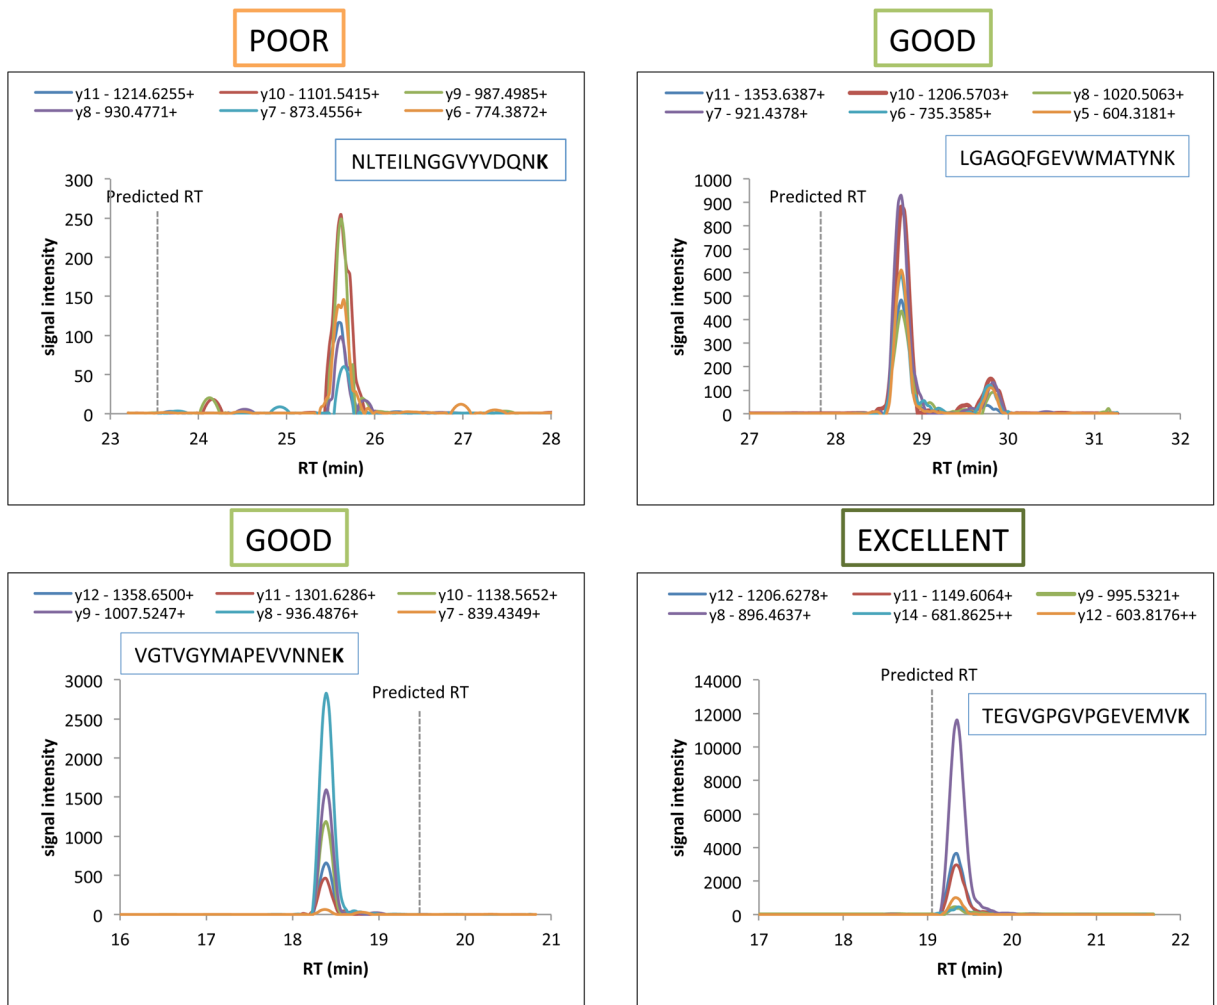 POOR
y11 - 1214.6255+ y10 - 1101.5415+ y9 - 987.4985+
y8 - 930.4771+ y7 - 873.4556+ y6 - 774.3872+
NLTEILNGGVYVDQNK
Predicted RT
signal intensity
300
250
200
150
100
50
0
23 24 25 26 27 28
RT (min)
GOOD
y11 - 1353.6387+ y10 - 1206.5703+ y8 - 1020.5063+
y7 - 921.4378+ y6 - 735.3585+ y5 - 604.3181+
LGAGQFGEVWMATYNK
Predicted RT
signal intensity
1000
900
800
700
600
500
400
300
200
100
0
27 28 29 30 31 32
RT (min)
GOOD
y12 - 1358.6500+ y11 - 1301.6286+ y10 - 1138.5652+
y9 - 1007.5247+ y8 - 936.4876+ y7 - 839.4349+
VGTVGYMAPEVVNNEK
Predicted RT
signal intensity
3000
2500
2000
1500
1000
500
0
16 17 18 19 20 21
RT (min)
EXCELLENT
y12 - 1206.6278+ y11 - 1149.6064+ y9 - 995.5321+
y8 - 896.4637+ y14 - 681.8625++ y12 - 603.8176++
Predicted RT
TEGVGPGVPGEVEMVK
signal intensity
14000
12000
10000
8000
6000
4000
2000
0
17 18 19 20 21 22
RT (min)